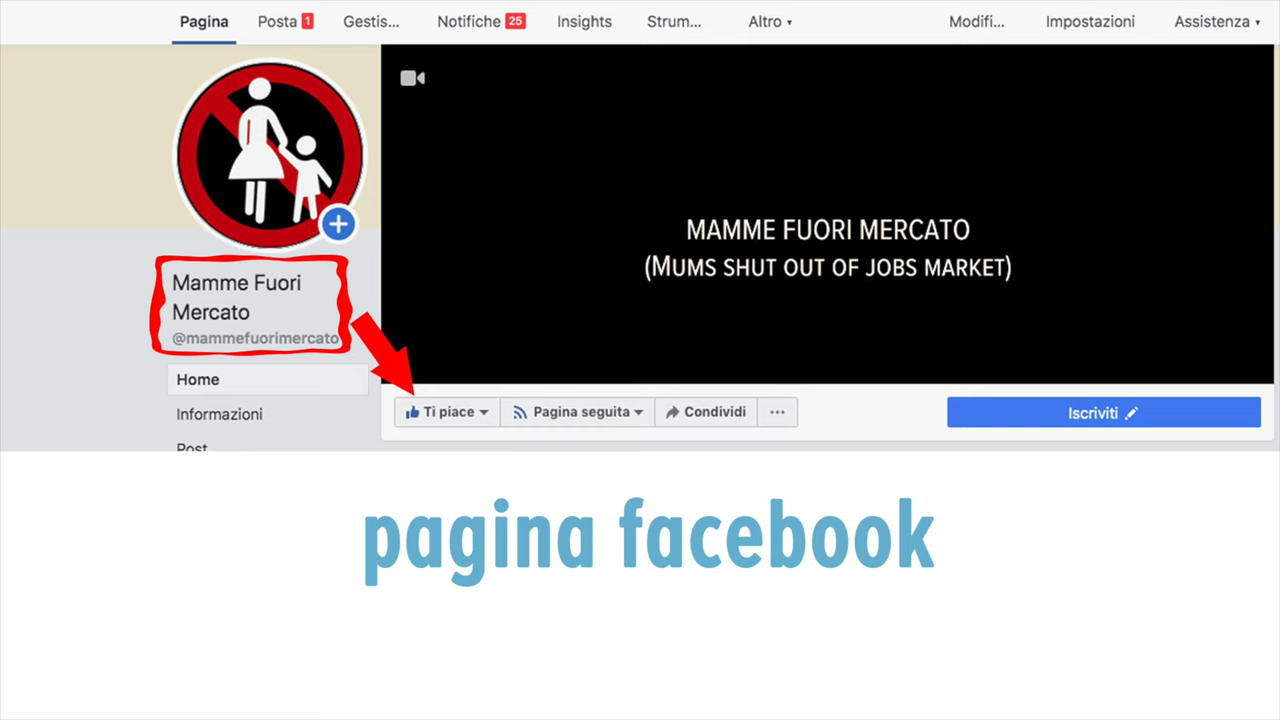 Pagina Posta 1 Gestis... Notifiche 25 Insights Strum... Altro Modifi... Impostazioni Assistenza
MAMME FUORI MERCATO
(MUMS SHUT OUT OF JOBS MARKET)
Mamme Fuori
Mercato
@mammefuorimercato
Home
Informazioni
Post
Ti piace Pagina seguita Condividi ... Iscriviti
pagina facebook